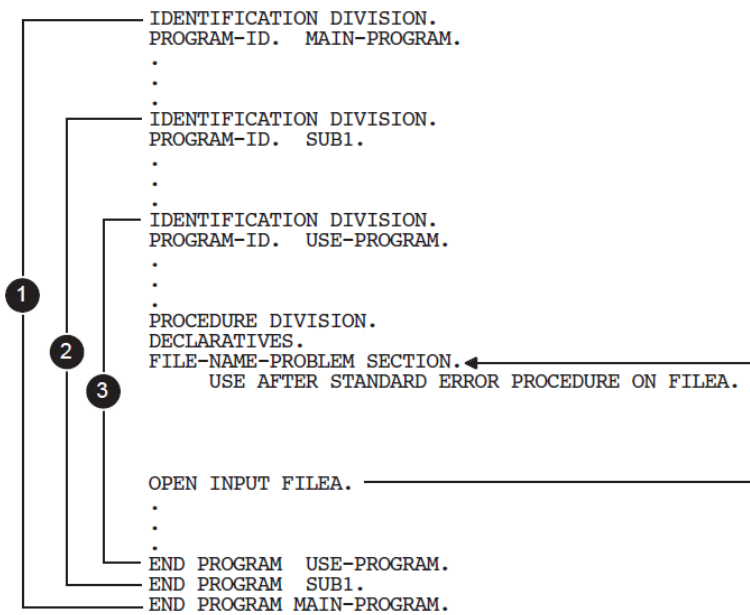 IDENTIFICATION DIVISION.
PROGRAM-ID. MAIN-PROGRAM.
.
.
.
IDENTIFICATION DIVISION.
PROGRAM-ID. SUB1.
.
.
.
IDENTIFICATION DIVISION.
PROGRAM-ID. USE-PROGRAM.
.
.
.
1
PROCEDURE DIVISION.
DECLARATIVES.
2
FILE-NAME-PROBLEM SECTION.
USE AFTER STANDARD ERROR PROCEDURE ON FILEA.
3
OPEN INPUT FILEA.
.
.
.
END PROGRAM USE-PROGRAM.
END PROGRAM SUB1.
END PROGRAM MAIN-PROGRAM.